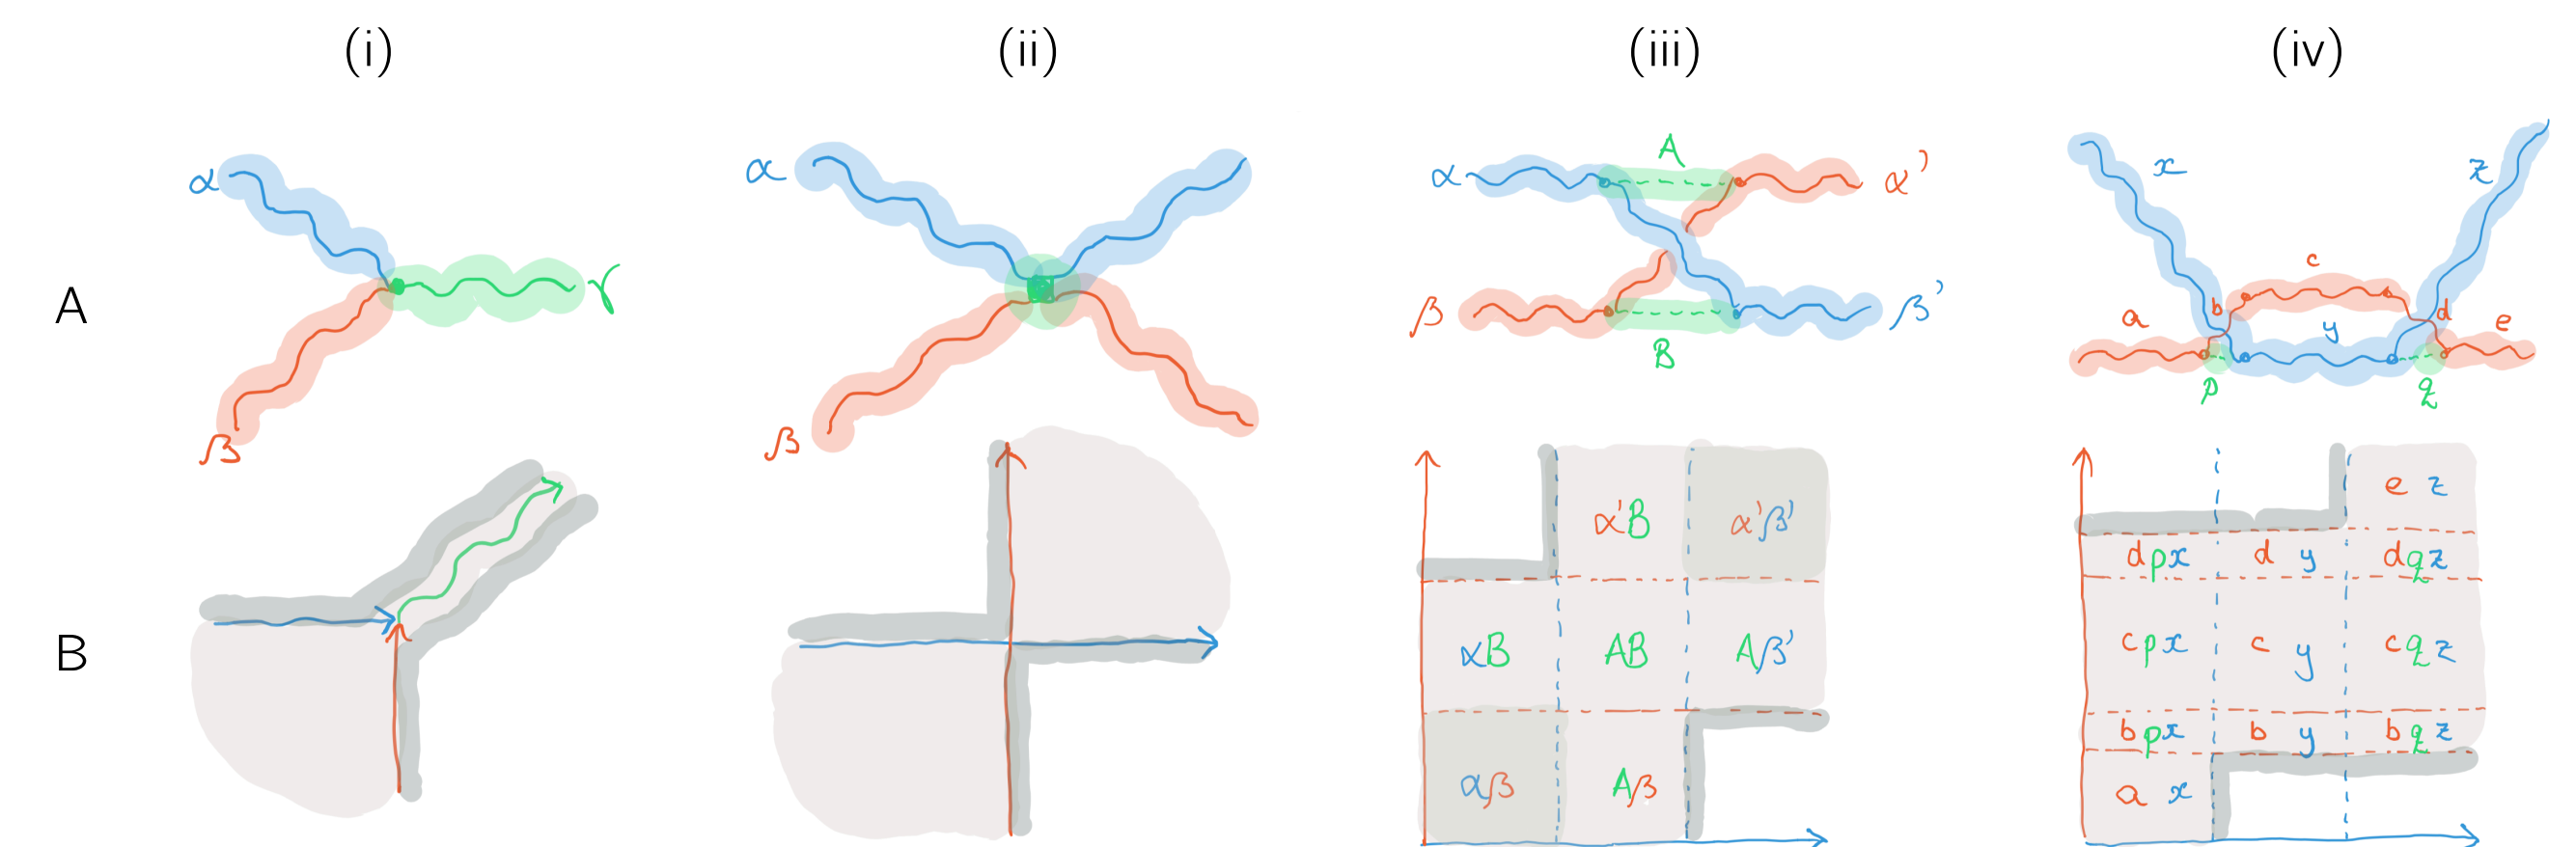 (i) (ii) (iii) (iv)
A
α
β
γ
α
β
α
A
α'
β
B
β'
x
z
c
a
b
y
d
e
p
q
B
α'B α'β'
αB AB Aβ'
αβ Aβ
e z
dpx d y dqz
cpx c y cqz
bpx b y bqz
a x